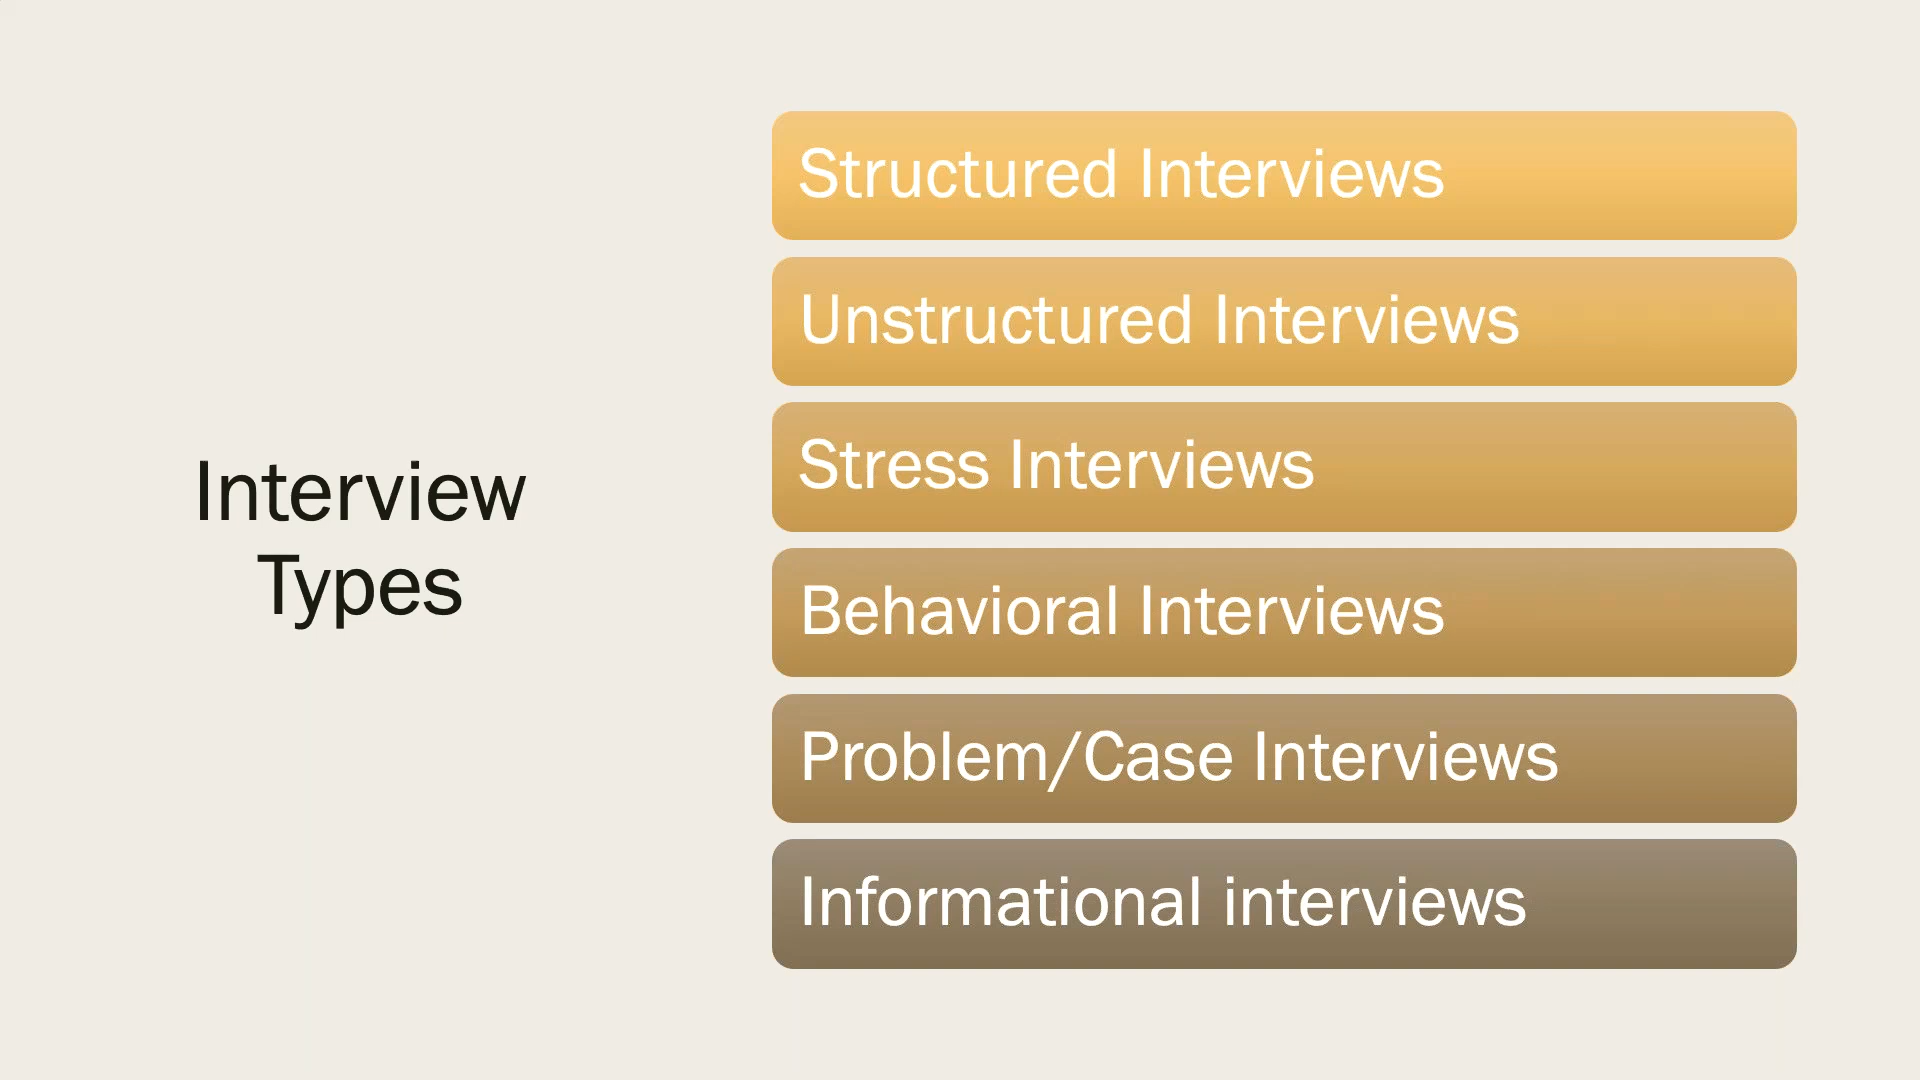 Interview
Types
Structured Interviews
Unstructured Interviews
Stress Interviews
Behavioral Interviews
Problem/Case Interviews
Informational interviews